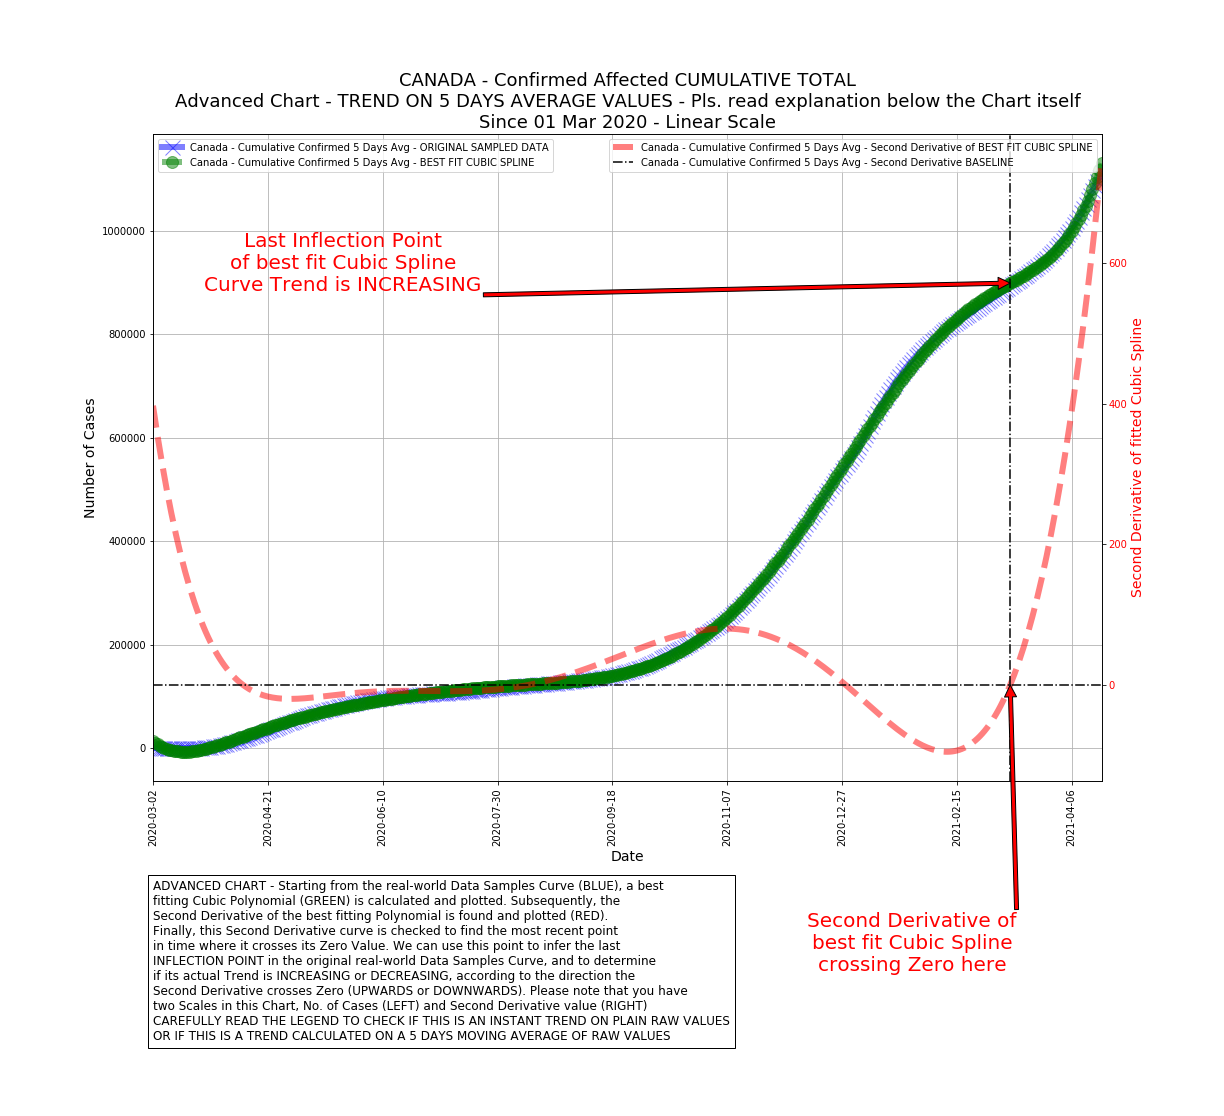 CANADA - Confirmed Affected CUMULATIVE TOTAL
Advanced Chart - TREND ON 5 DAYS AVERAGE VALUES - Pls. read explanation below the Chart itself
Since 01 Mar 2020 - Linear Scale
Canada - Cumulative Confirmed 5 Days Avg - ORIGINAL SAMPLED DATA
Canada - Cumulative Confirmed 5 Days Avg - BEST FIT CUBIC SPLINE
Canada - Cumulative Confirmed 5 Days Avg - Second Derivative of BEST FIT CUBIC SPLINE
Canada - Cumulative Confirmed 5 Days Avg - Second Derivative BASELINE
Last Inflection Point
of best fit Cubic Spline
Curve Trend is INCREASING
Number of Cases
1000000
800000
600000
400000
200000
0
600
400
200
0
Second Derivative of fitted Cubic Spline
2020-03-02
2020-04-21
2020-06-10
2020-07-30
2020-09-18
2020-11-07
2020-12-27
2021-02-15
2021-04-06
Date
Second Derivative of
best fit Cubic Spline
crossing Zero here
ADVANCED CHART - Starting from the real-world Data Samples Curve (BLUE), a best
fitting Cubic Polynomial (GREEN) is calculated and plotted. Subsequently, the
Second Derivative of the best fitting Polynomial is found and plotted (RED).
Finally, this Second Derivative curve is checked to find the most recent point
in time where it crosses its Zero Value. We can use this point to infer the last
INFLECTION POINT in the original real-world Data Samples Curve, and to determine
if its actual Trend is INCREASING or DECREASING, according to the direction the
Second Derivative crosses Zero (UPWARDS or DOWNWARDS). Please note that you have
two Scales in this Chart, No. of Cases (LEFT) and Second Derivative value (RIGHT)
CAREFULLY READ THE LEGEND TO CHECK IF THIS IS AN INSTANT TREND ON PLAIN RAW VALUES
OR IF THIS IS A TREND CALCULATED ON A 5 DAYS MOVING AVERAGE OF RAW VALUES